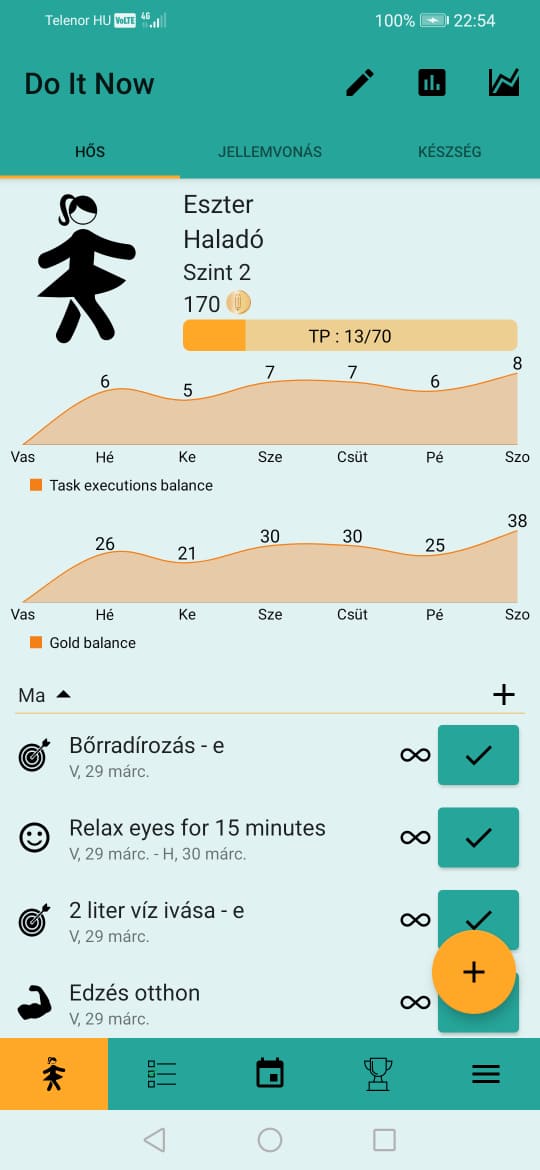 Telenor HU VoLTE 4G 100% 22:54
Do It Now
HŐS JELLEMVONÁS KÉSZSÉG
Eszter
Haladó
Szint 2
170
TP : 13/70
6 5 7 7 6 8
Vas Hé Ke Sze Csüt Pé Szo
Task executions balance
26 21 30 30 25 38
Vas Hé Ke Sze Csüt Pé Szo
Gold balance
Ma
Bőrradírozás - e
V, 29 márc.
Relax eyes for 15 minutes
V, 29 márc. - H, 30 márc.
2 liter víz ivása - e
V, 29 márc.
Edzés otthon
V, 29 márc.